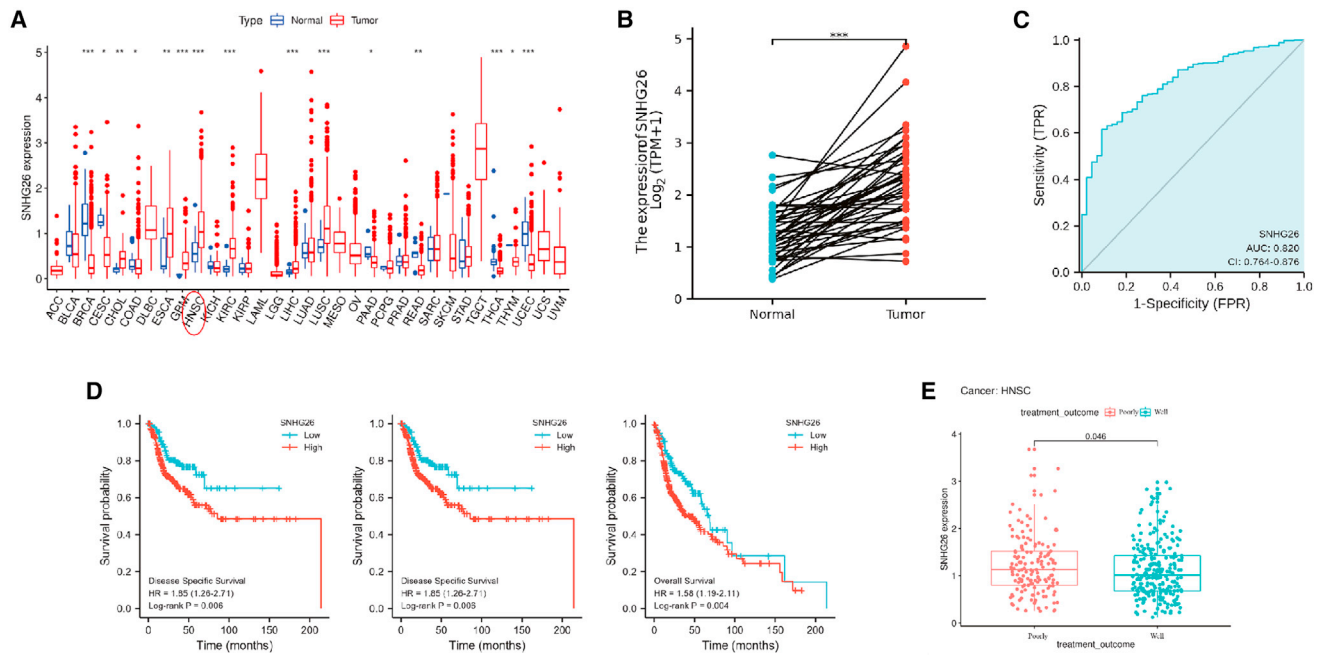 A
Type Normal Tumor
SNHG26 expression
5
4
3
2
1
0
*** * ** * ** *** *** *** *** *** * ** *** * ***
ACC
BLCA
BRCA
CESC
CHOL
COAD
DLBC
ESCA
GBM
HNSC
KICH
KIRC
KIRP
LAML
LGG
LIHC
LUAD
LUSC
MESO
OV
PAAD
PCPG
PRAD
READ
SARC
SKCM
STAD
TGCT
THCA
THYM
UCEC
UCS
UVM
B
The expression of SNHG26
Log2 (TPM+1)
***
5
4
3
2
1
0
Normal Tumor
C
Sensitivity (TPR)
1.0
0.8
0.6
0.4
0.2
0.0
SNHG26
AUC: 0.820
CI: 0.764-0.876
0.0 0.2 0.4 0.6 0.8 1.0
1-Specificity (FPR)
D
Survival probability
1.0
0.8
0.6
0.4
0.2
0.0
SNHG26
Low
High
Disease Specific Survival
HR = 1.85 (1.26-2.71)
Log-rank P = 0.006
0 50 100 150 200
Time (months)
Survival probability
1.0
0.8
0.6
0.4
0.2
0.0
SNHG26
Low
High
Disease Specific Survival
HR = 1.85 (1.26-2.71)
Log-rank P = 0.006
0 50 100 150 200
Time (months)
Survival probability
1.0
0.8
0.6
0.4
0.2
0.0
SNHG26
Low
High
Overall Survival
HR = 1.58 (1.19-2.11)
Log-rank P = 0.004
0 50 100 150 200
Time (months)
E
Cancer: HNSC
treatment_outcome Poorly Well
SNHG26 expression
4
3
2
1
0
0.046
Poorly Well
treatment_outcome